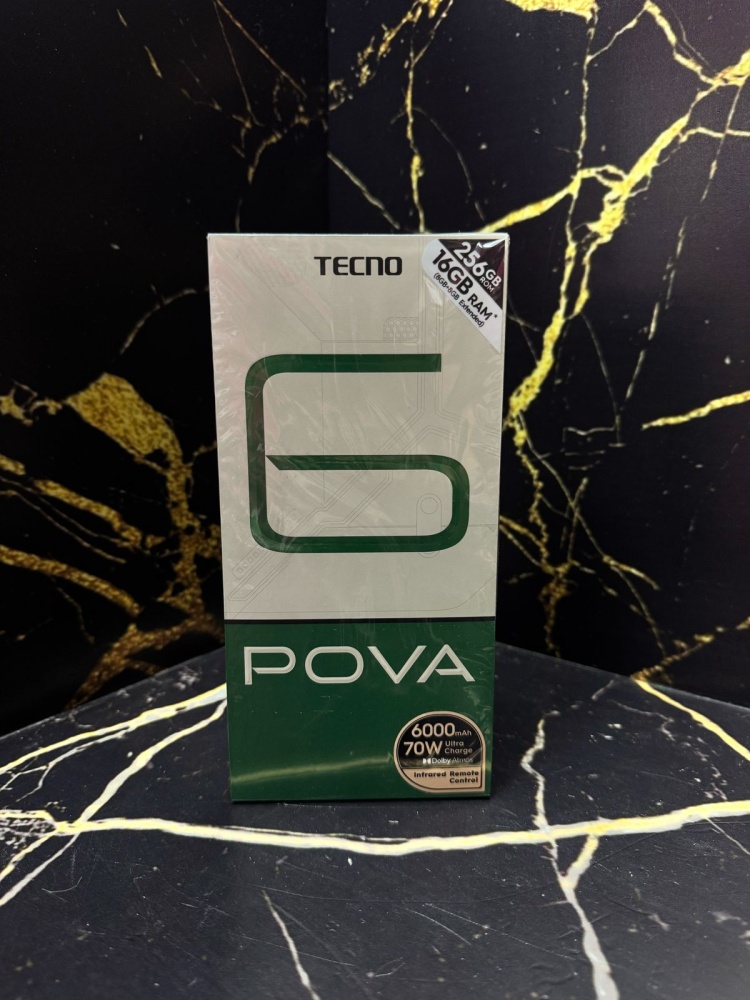 TECNO
256GB
ROM
16GB RAM*
(8GB+8GB Extended)
6
POVA
6000mAh
70W Ultra
Charge
Dolby Atmos
Infrared Remote
Control